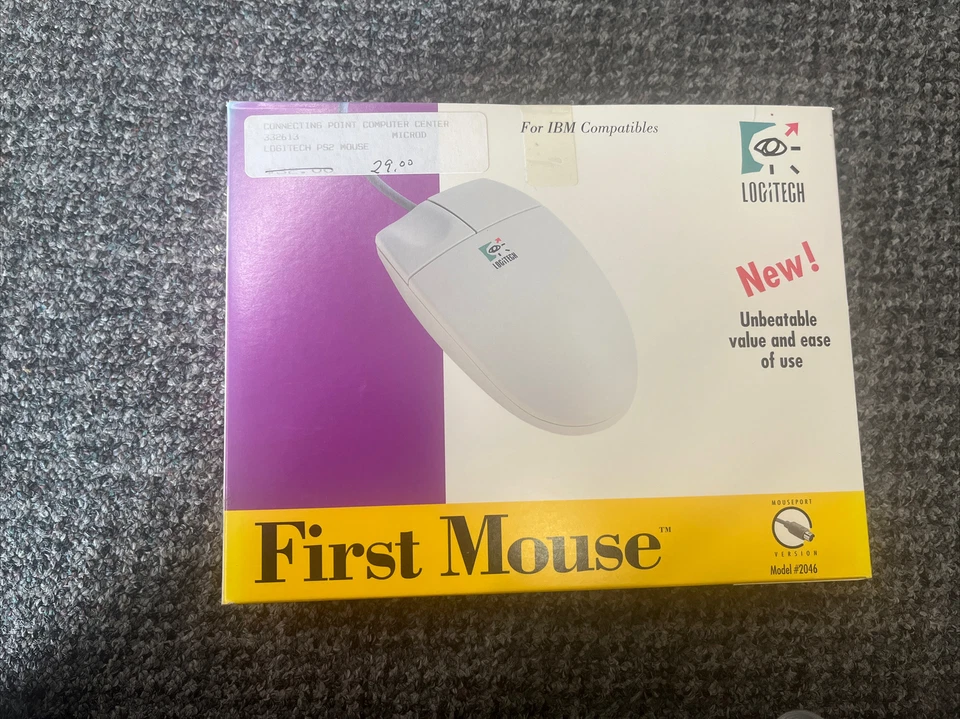 CONNECTING POINT COMPUTER CENTER
332613 MICROD
LOGITECH PS2 MOUSE
29.00
For IBM Compatibles
LOGITECH
LOGITECH
New!
Unbeatable
value and ease
of use
First Mouse™
MOUSEPORT
VERSION
Model #2046